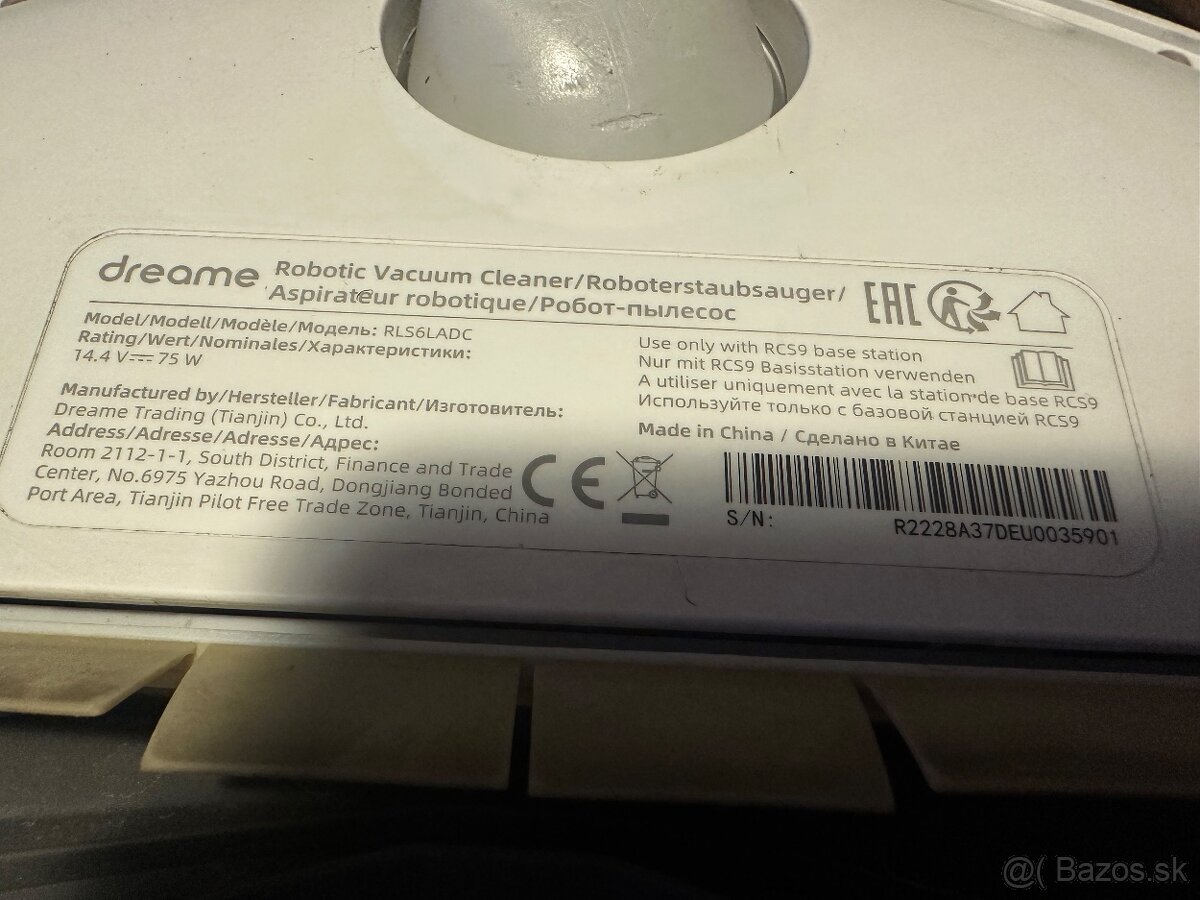 dreame
Robotic Vacuum Cleaner/Roboterstaubsauger/
Aspirateur robotique/Робот-пылесос
EAC
Model/Modell/Modèle/Модель: RLS6LADC
Rating/Wert/Nominales/Характеристики:
14.4 V⎓ 75 W
Manufactured by/Hersteller/Fabricant/Изготовитель:
Dreame Trading (Tianjin) Co., Ltd.
Address/Adresse/Adresse/Адрес:
Room 2112-1-1, South District, Finance and Trade
Center, No.6975 Yazhou Road, Dongjiang Bonded
Port Area, Tianjin Pilot Free Trade Zone, Tianjin, China
CE
Use only with RCS9 base station
Nur mit RCS9 Basisstation verwenden
A utiliser uniquement avec la station de base RCS9
Используйте только с базовой станцией RCS9
Made in China / Сделано в Китае
S/N: R2228A37DEU0035901
@( Bazos.sk